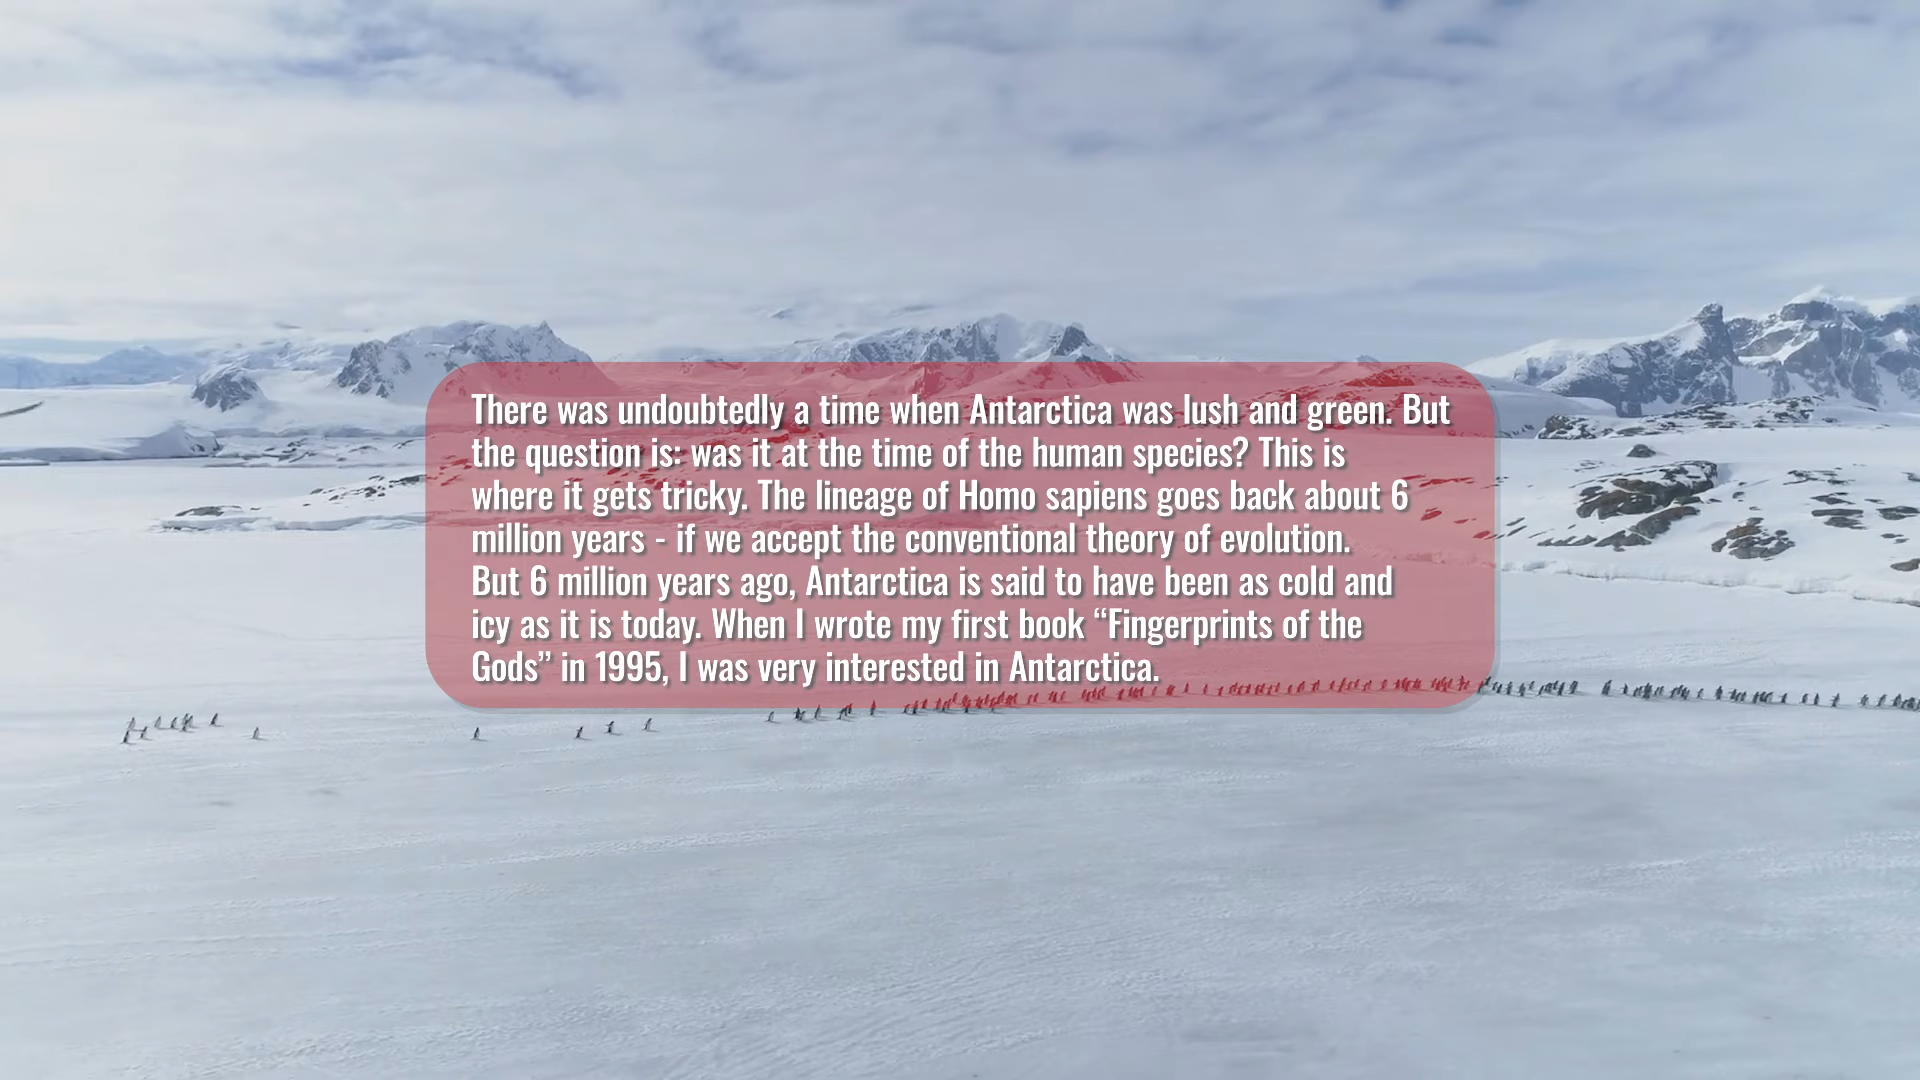 There was undoubtedly a time when Antarctica was lush and green. But
the question is: was it at the time of the human species? This is
where it gets tricky. The lineage of Homo sapiens goes back about 6
million years - if we accept the conventional theory of evolution.
But 6 million years ago, Antarctica is said to have been as cold and
icy as it is today. When I wrote my first book “Fingerprints of the
Gods” in 1995, I was very interested in Antarctica.